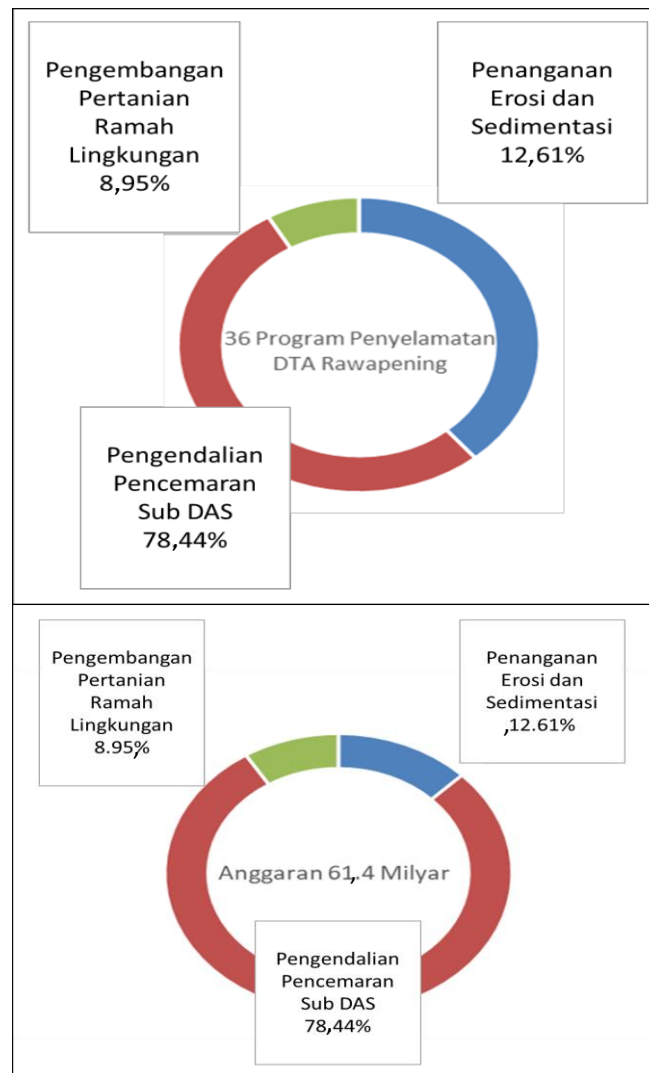 Pengembangan
Pertanian
Ramah
Lingkungan
8,95%
Penanganan
Erosi dan
Sedimentasi
12,61%
36 Program Penyelamatan
DTA Rawapening
Pengendalian
Pencemaran
Sub DAS
78,44%
Pengembangan
Pertanian
Ramah
Lingkungan
8.95,%
Penanganan
Erosi dan
Sedimentasi
,12.61%
Anggaran 61,.4 Milyar
Pengendalian
Pencemaran
Sub DAS
78,44%